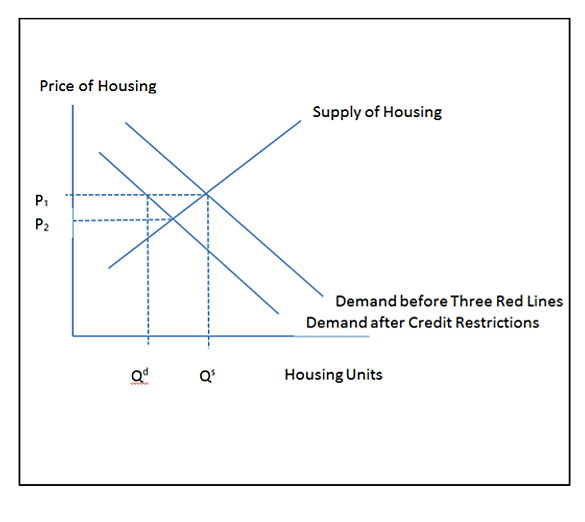 Price of Housing
Supply of Housing
P₁
P₂
Demand before Three Red Lines
Demand after Credit Restrictions
Qᵈ
Qˢ
Housing Units